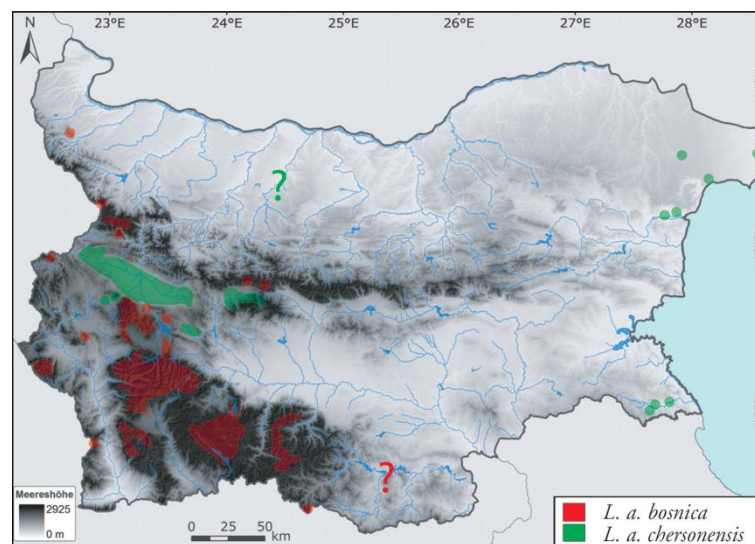 N
23°E 24°E 25°E 26°E 27°E 28°E
?
?
Meereshöhe
2925
0 m
0 25 50
km
L. a. bosnica
L. a. chersonensis